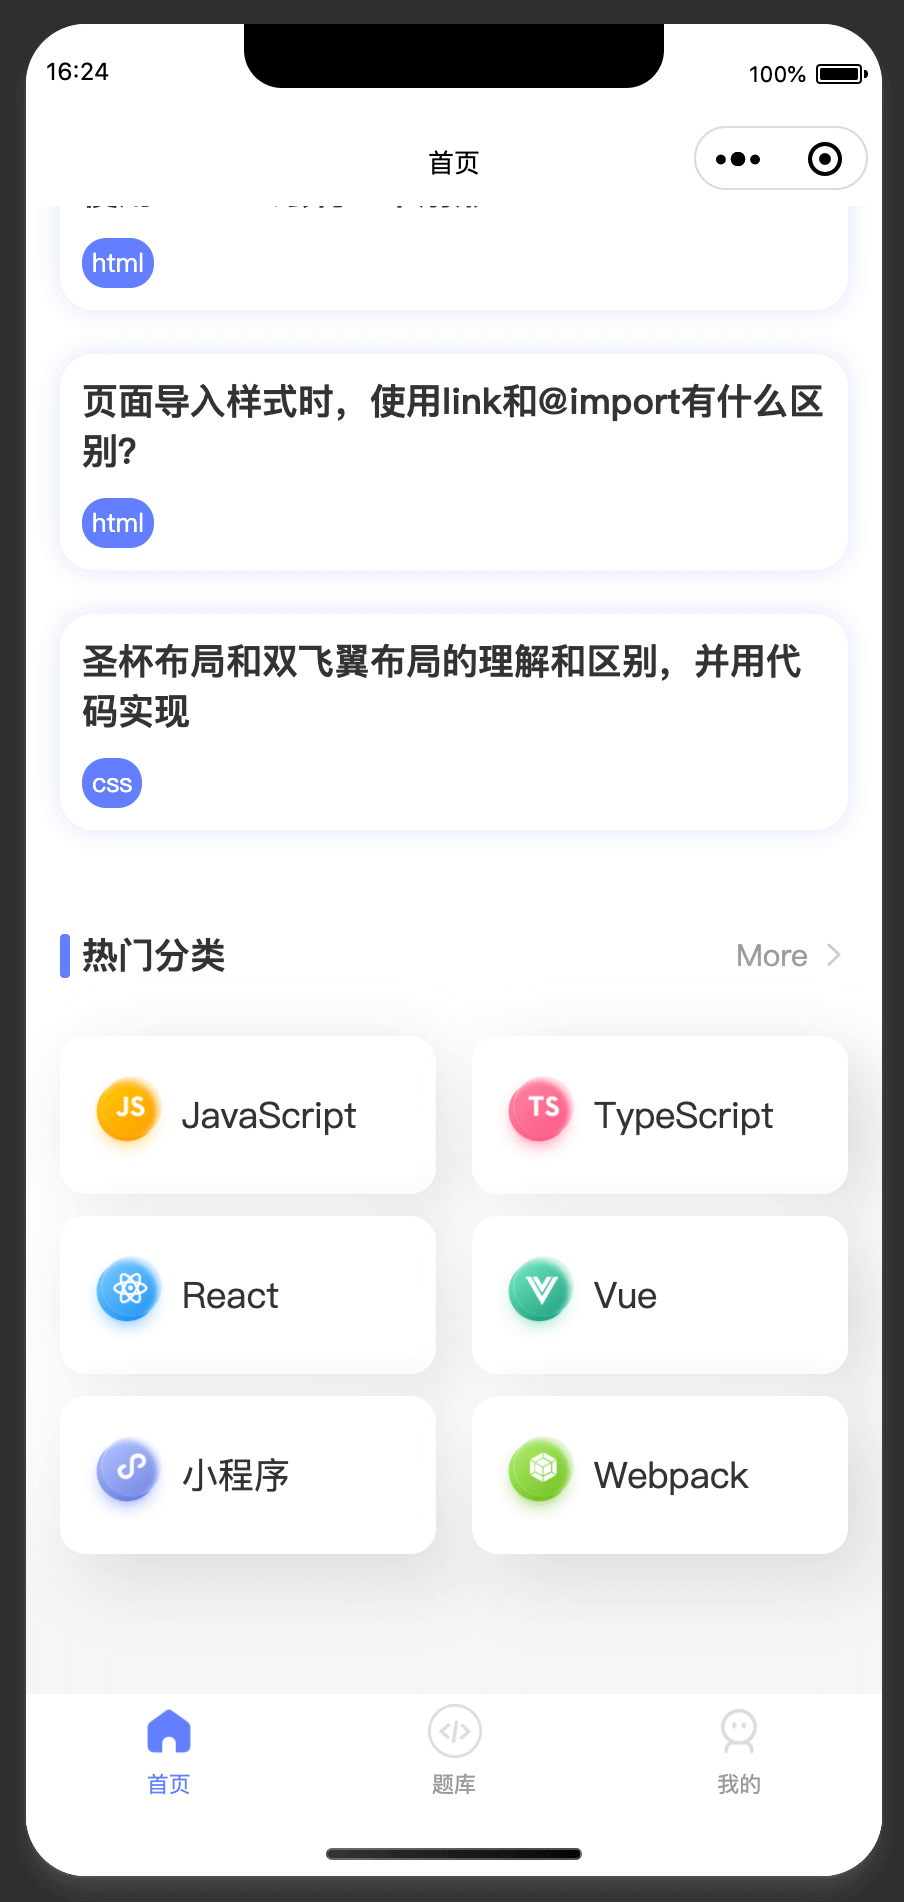 16:24
100%
首页
html
页面导入样式时，使用link和@import有什么区
别？
html
圣杯布局和双飞翼布局的理解和区别，并用代
码实现
css
热门分类
More
JS JavaScript
TS TypeScript
React
Vue
小程序
Webpack
首页
题库
我的